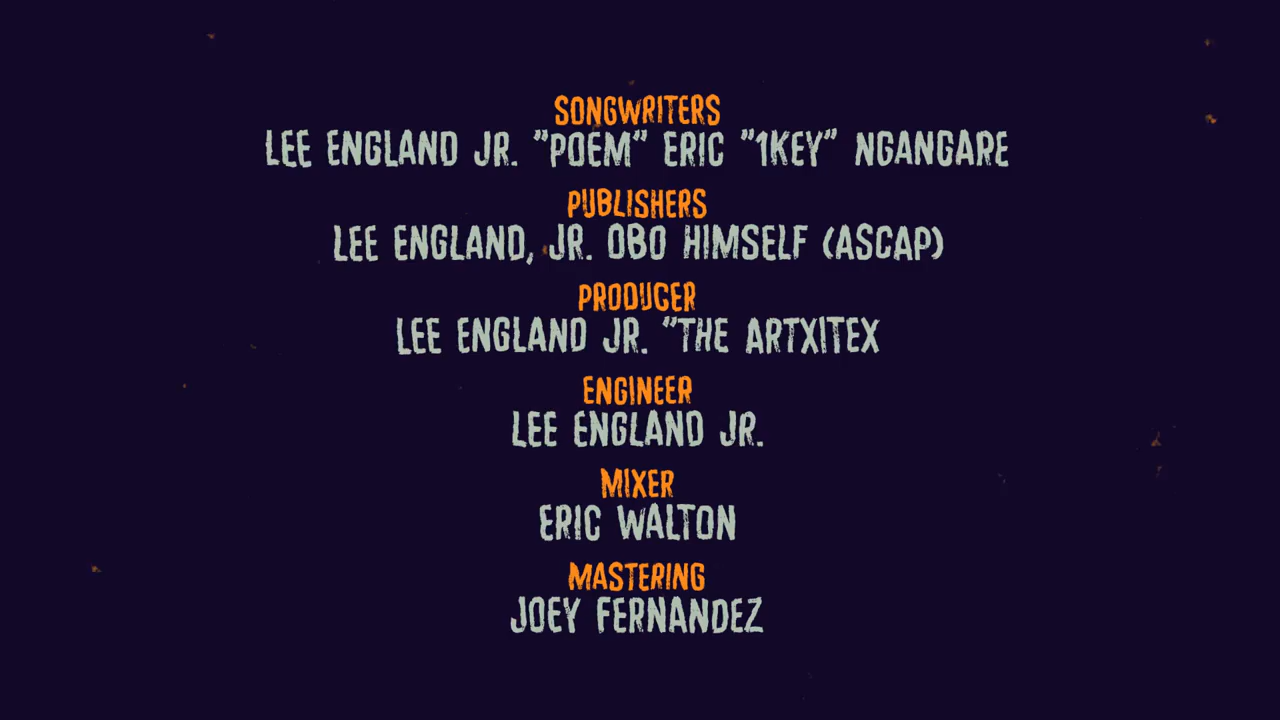 SONGWRITERS
LEE ENGLAND JR. "POEM" ERIC "1KEY" NGANGARE
PUBLISHERS
LEE ENGLAND, JR. OBO HIMSELF (ASCAP)
PRODUCER
LEE ENGLAND JR. "THE ARTXITEX
ENGINEER
LEE ENGLAND JR.
MIXER
ERIC WALTON
MASTERING
JOEY FERNANDEZ